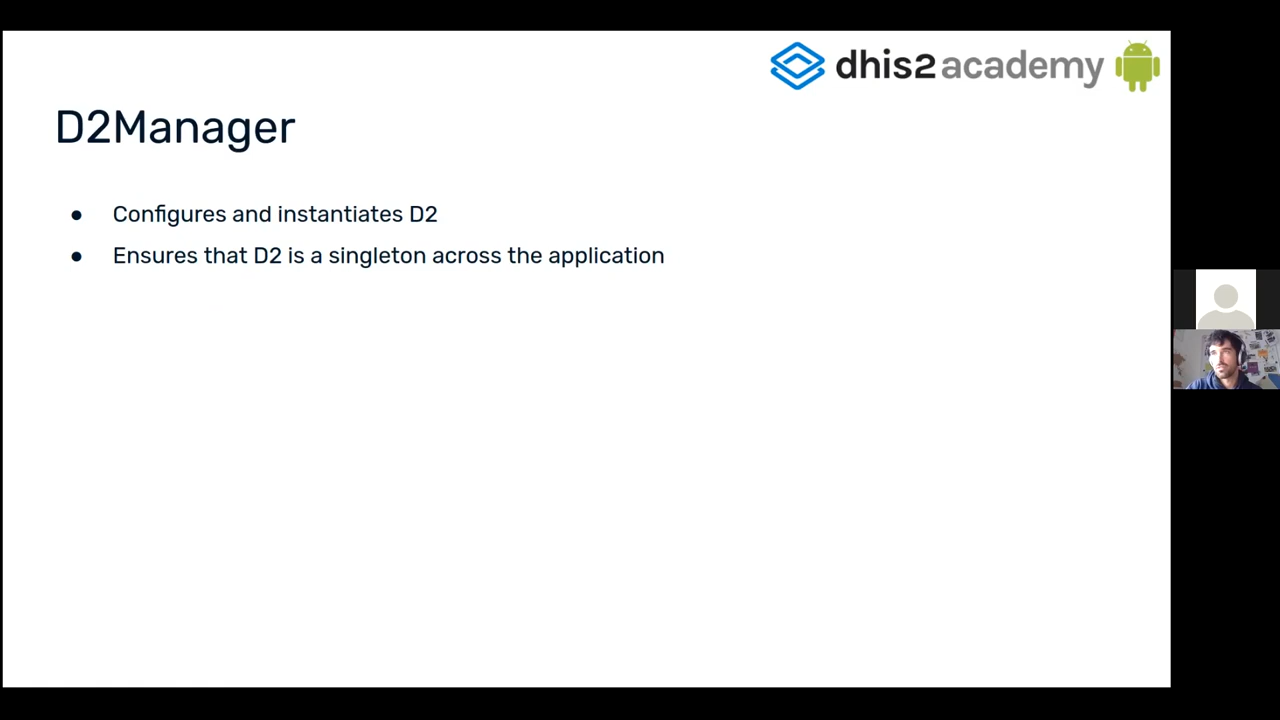 dhis2 academy
D2Manager
● Configures and instantiates D2
● Ensures that D2 is a singleton across the application